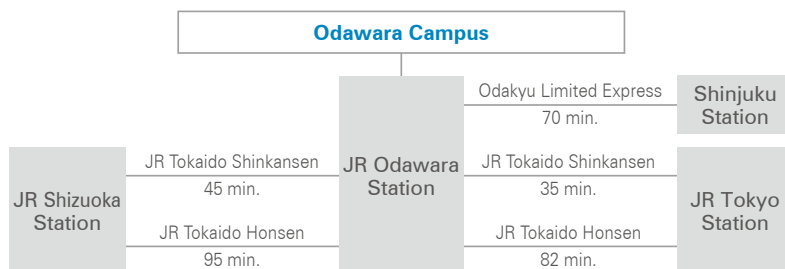 Odawara Campus
Odakyu Limited Express
70 min.
Shinjuku
Station
JR Tokaido Shinkansen
45 min.
JR Odawara
Station
JR Tokaido Shinkansen
35 min.
JR Shizuoka
Station
JR Tokyo
Station
JR Tokaido Honsen
95 min.
JR Tokaido Honsen
82 min.